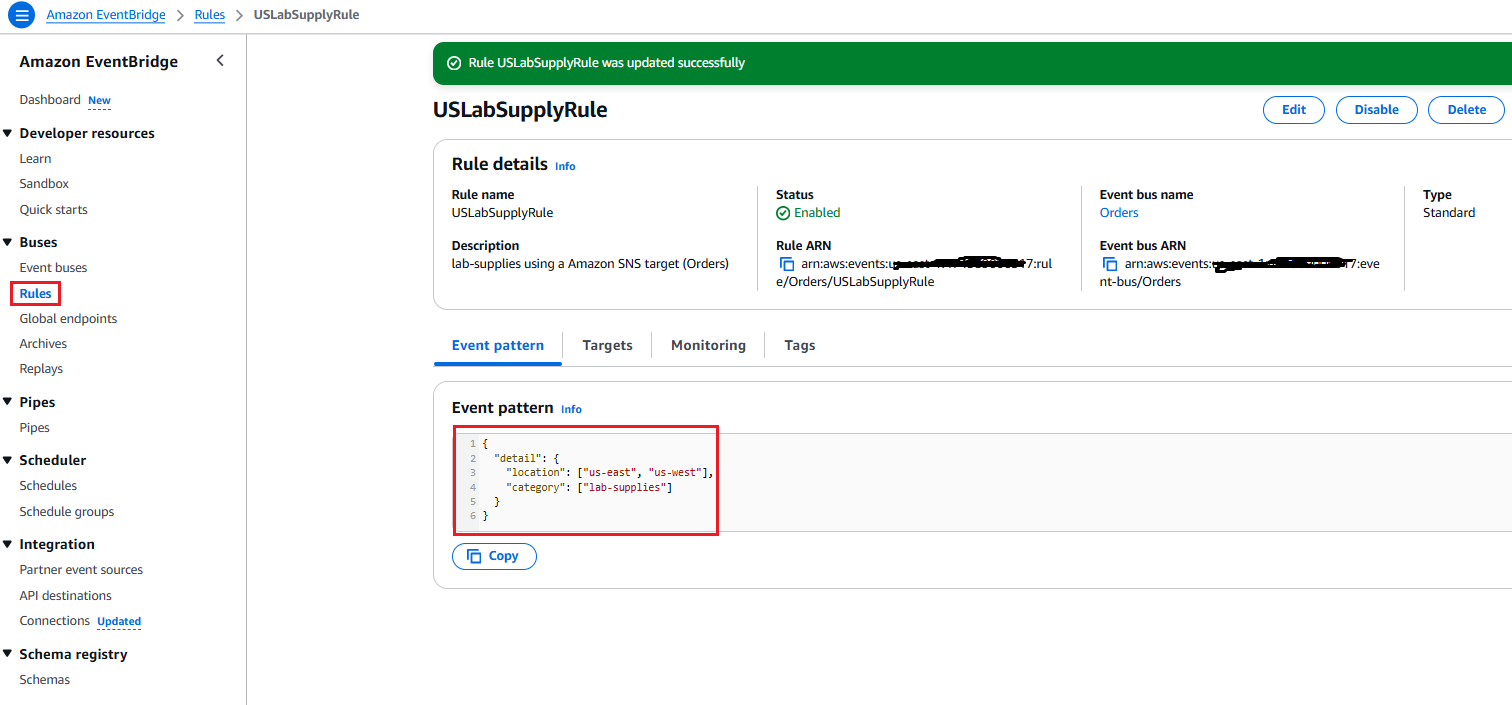 Amazon EventBridge > Rules > USLabSupplyRule
Amazon EventBridge
Dashboard New
Developer resources
Learn
Sandbox
Quick starts
Buses
Event buses
Rules
Global endpoints
Archives
Replays
Pipes
Pipes
Scheduler
Schedules
Schedule groups
Integration
Partner event sources
API destinations
Connections Updated
Schema registry
Schemas
Rule USLabSupplyRule was updated successfully
USLabSupplyRule
Edit
Disable
Delete
Rule details Info
Rule name
USLabSupplyRule
Description
lab-supplies using a Amazon SNS target (Orders)
Status
Enabled
Rule ARN
arn:aws:events:u 7:rul
e/Orders/USLabSupplyRule
Event bus name
Orders
Event bus ARN
arn:aws:events: 7:eve
nt-bus/Orders
Type
Standard
Event pattern
Targets
Monitoring
Tags
Event pattern Info
1 {
2 "detail": {
3 "location": ["us-east", "us-west"],
4 "category": ["lab-supplies"]
5 }
6 }
Copy